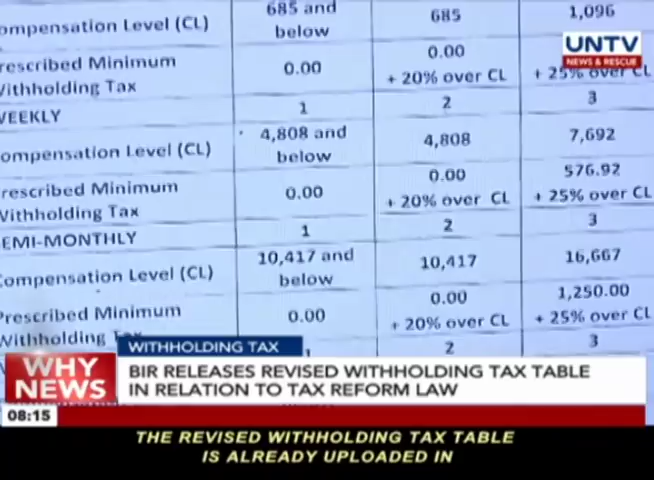 ompensation Level (CL) 685 and below 685 1,096
rescribed Minimum Withholding Tax 0.00 0.00 + 20% over CL + 25% over CL
WEEKLY 1 2 3
ompensation Level (CL) 4,808 and below 4,808 7,692
rescribed Minimum Withholding Tax 0.00 0.00 + 20% over CL 576.92 + 25% over CL
EMI-MONTHLY 1 2 3
Compensation Level (CL) 10,417 and below 10,417 16,667
Prescribed Minimum Withholding Tax 0.00 0.00 + 20% over CL 1,250.00 + 25% over CL
1 2 3
UNTV
NEWS & RESCUE
WITHHOLDING TAX
WHY NEWS
BIR RELEASES REVISED WITHHOLDING TAX TABLE
IN RELATION TO TAX REFORM LAW
08:15
THE REVISED WITHHOLDING TAX TABLE
IS ALREADY UPLOADED IN